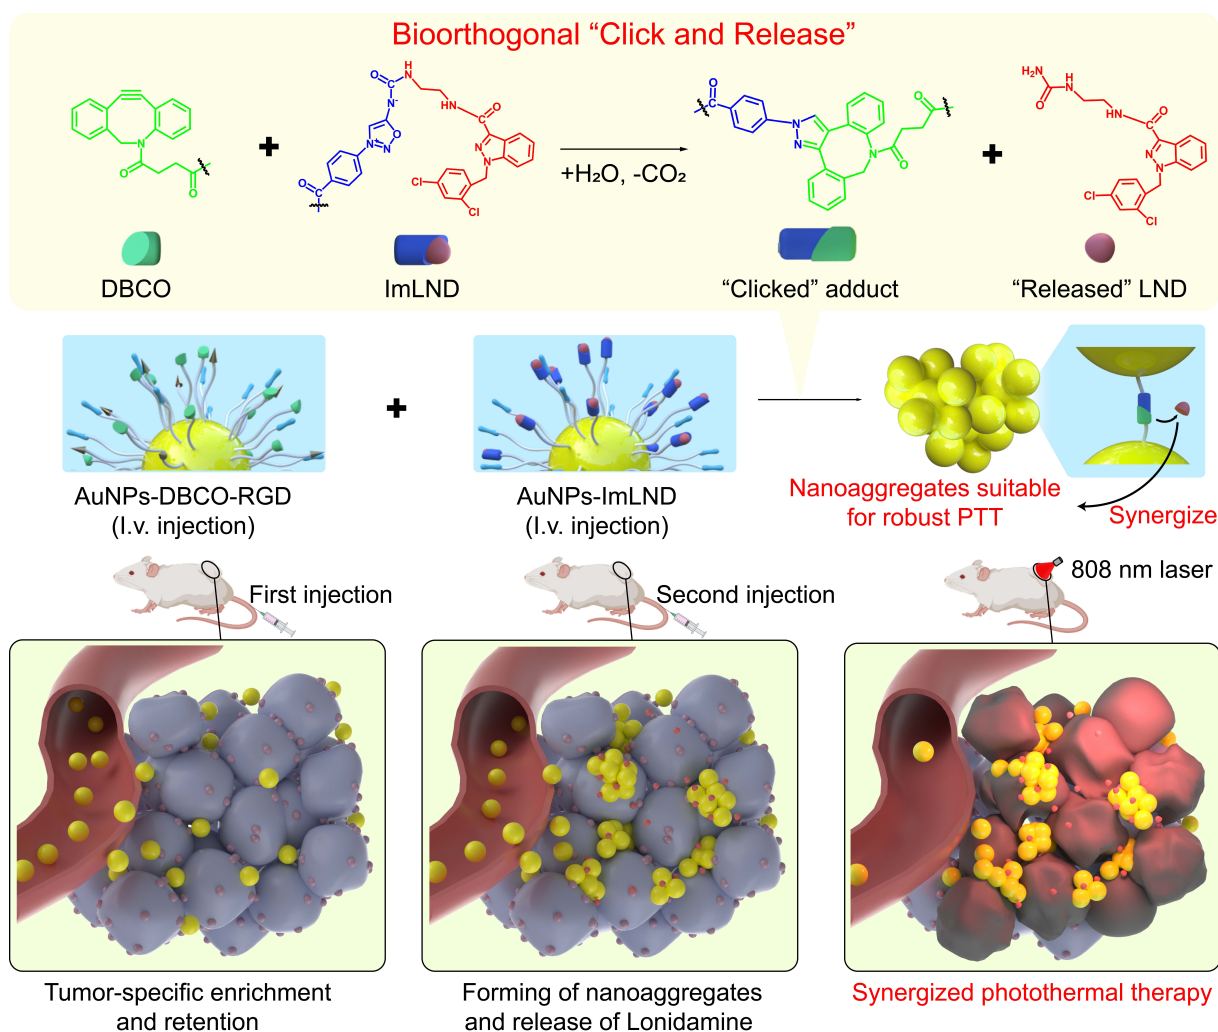 Bioorthogonal “Click and Release”
+H₂O, -CO₂
DBCO
ImLND
“Clicked” adduct
“Released” LND
AuNPs-DBCO-RGD
(I.v. injection)
AuNPs-ImLND
(I.v. injection)
Nanoaggregates suitable
for robust PTT
Synergize
First injection
Second injection
808 nm laser
Tumor-specific enrichment
and retention
Forming of nanoaggregates
and release of Lonidamine
Synergized photothermal therapy